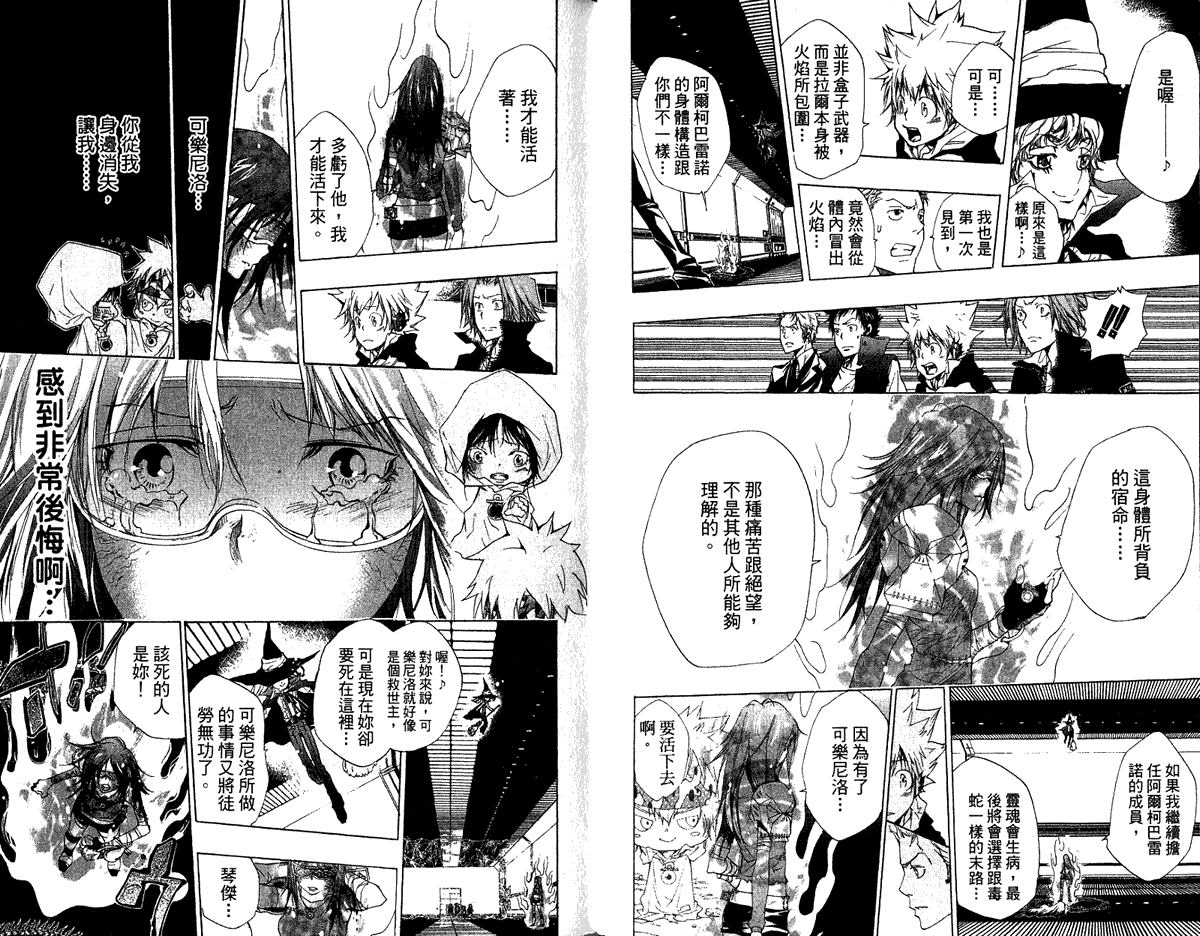 是喔——♪
原來是這
樣啊…♪
可……
可是…
並非盒子武器，
而是拉爾本身被
火焰所包圍…
我也是
第一次
見到，
竟然會從
體內冒出
火焰…
阿爾柯巴雷諾
的身體構造跟
你們不一樣…
!!
這身體所背負
的宿命……
那種痛苦跟絕望，
不是其他人所能夠
理解的。
如果我繼續擔
任阿爾柯巴雷
諾的成員，
靈魂會生病，最
後將會選擇跟毒
蛇一樣的末路…
因為有了
可樂尼洛…
要活下去
啊。
我才能活
著……
多虧了他，我
才能活下來。
可樂尼洛…
你從我
身邊消失，
讓我……
感到非常後悔啊…
喔！♪
對妳來說，可
樂尼洛就好像
是個救世主，
可是現在妳卻
要死在這裡…
可樂尼洛所做
的事情又將徒
勞無功了。
琴傑…
該死的人
是妳！